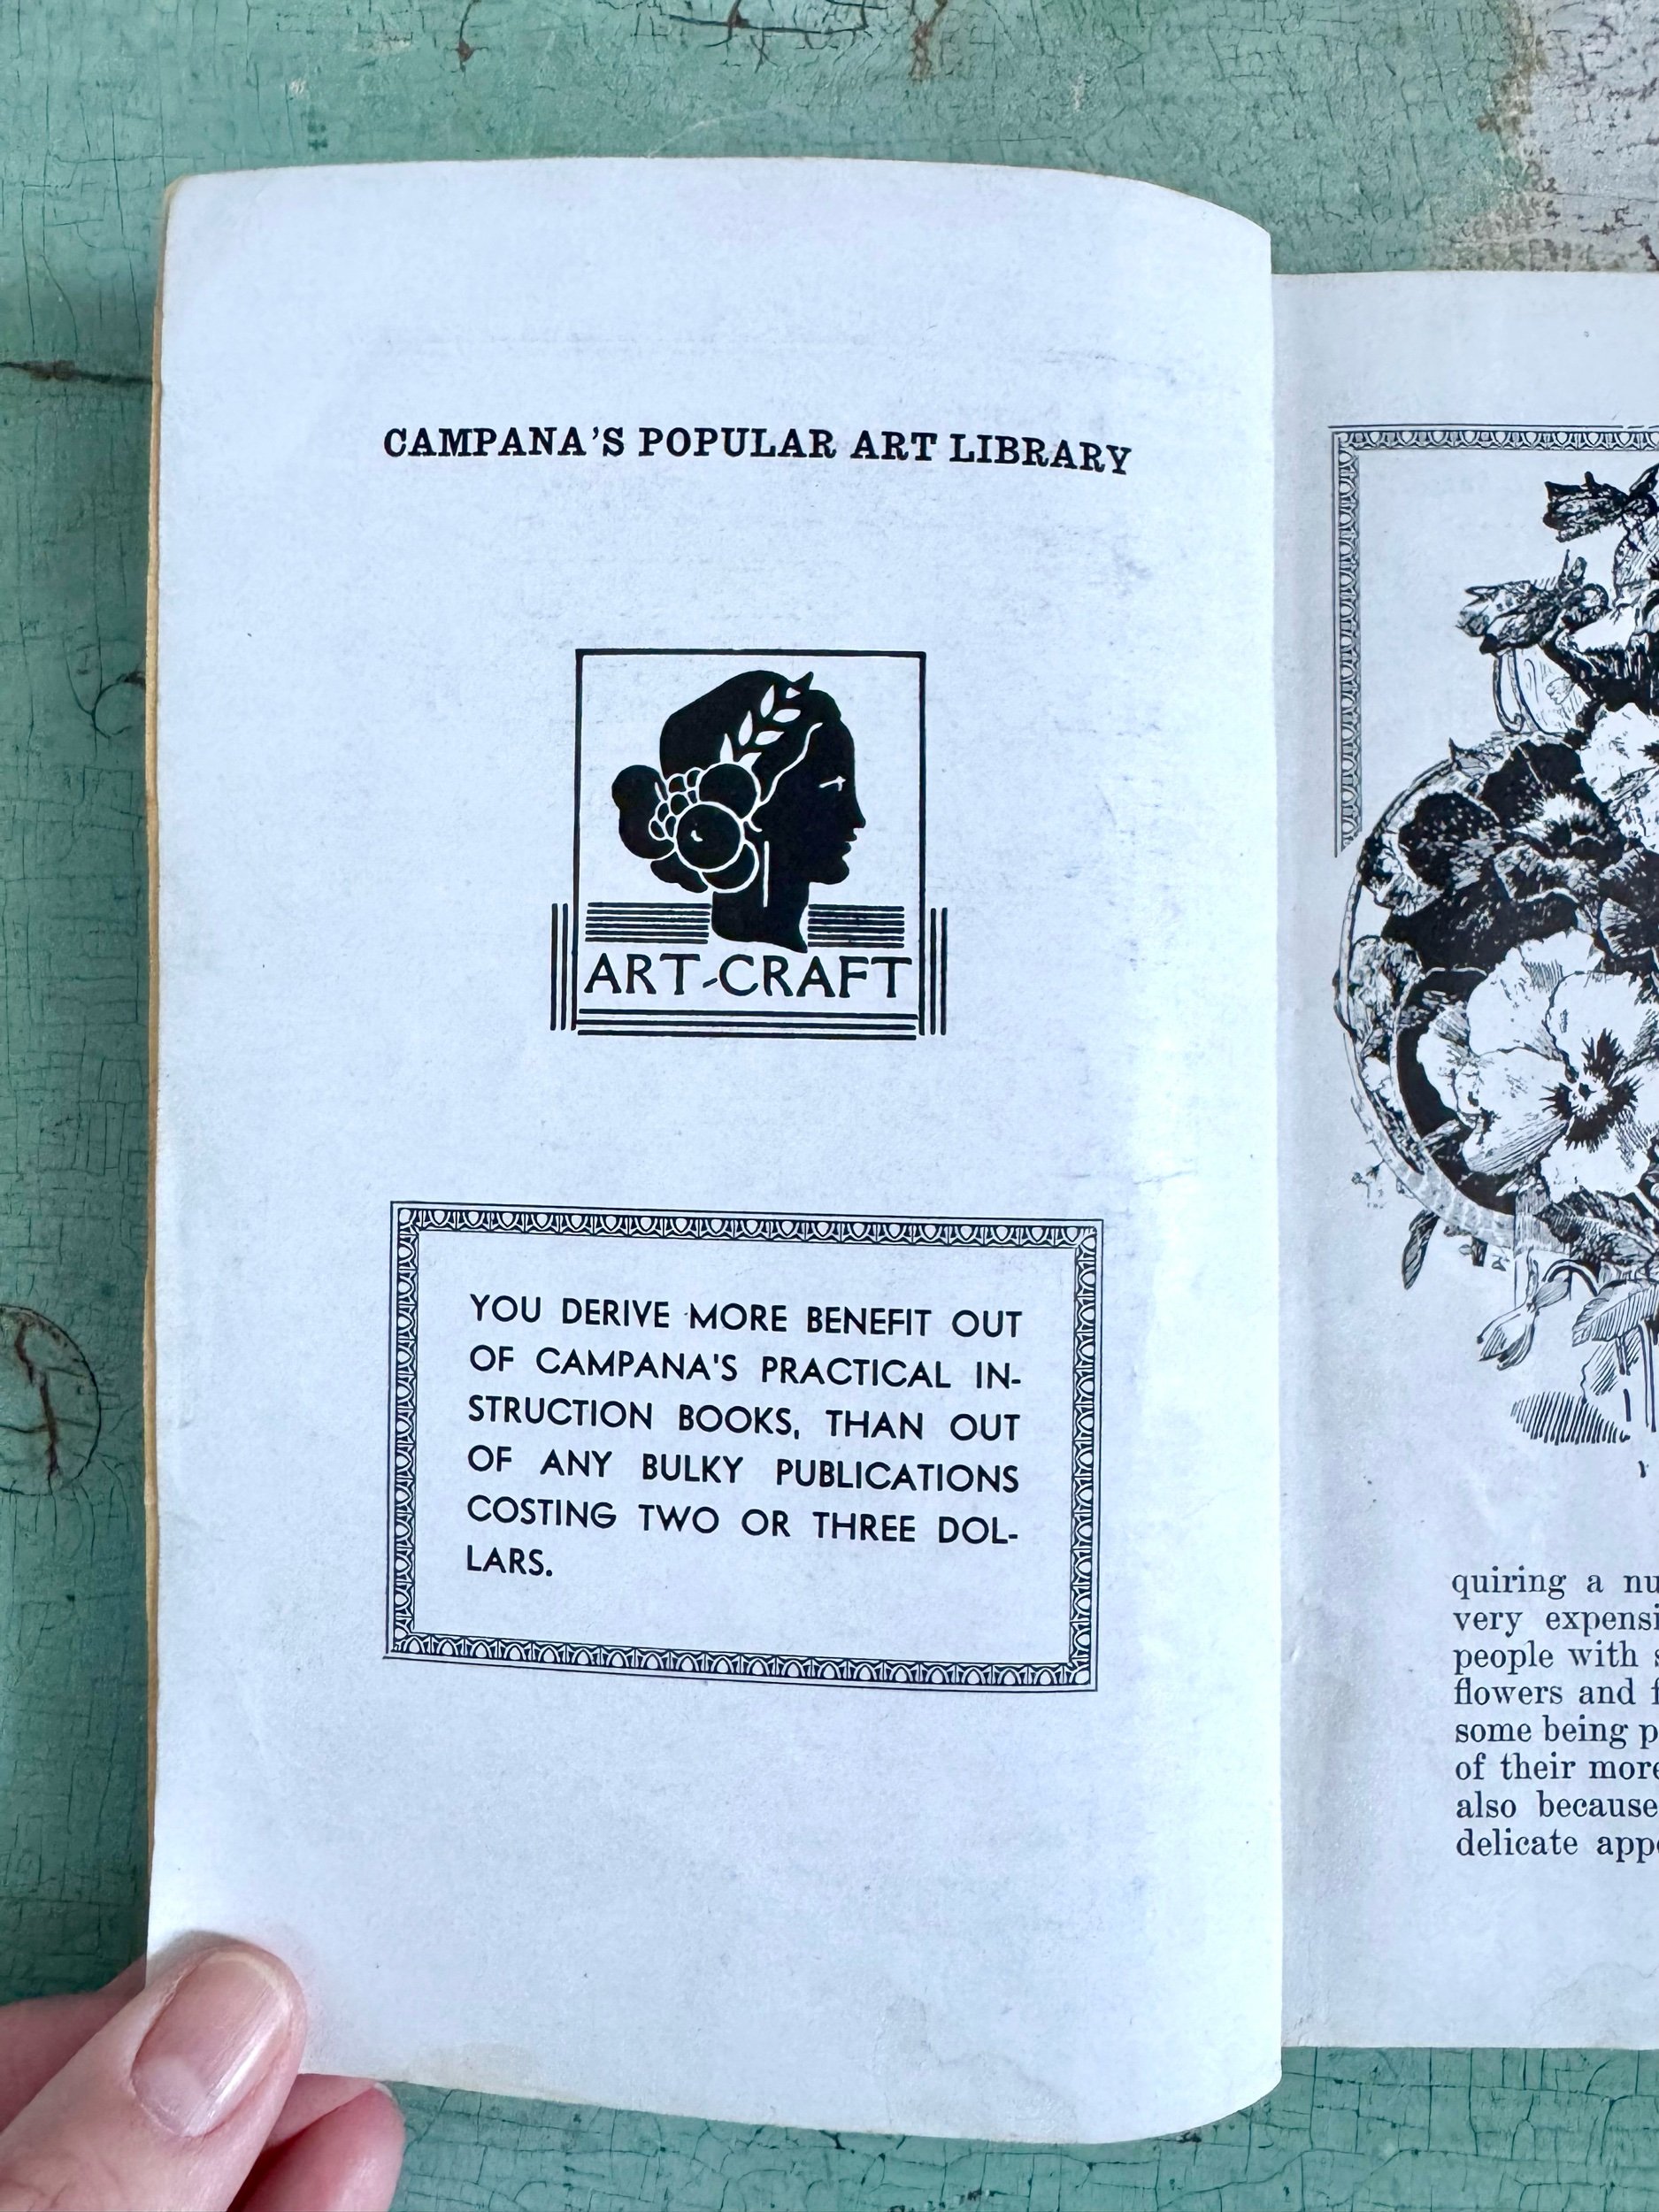 CAMPANA'S POPULAR ART LIBRARY
ART-CRAFT
YOU DERIVE MORE BENEFIT OUT
OF CAMPANA'S PRACTICAL IN-
STRUCTION BOOKS, THAN OUT
OF ANY BULKY PUBLICATIONS
COSTING TWO OR THREE DOL-
LARS.
quiring a nu
very expensi
people with s
flowers and f
some being p
of their more
also because
delicate appe